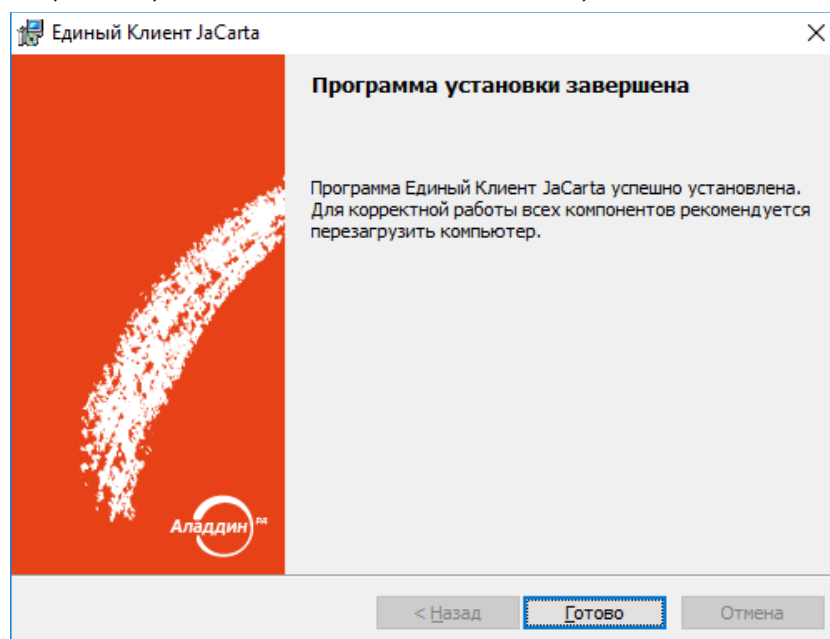 Единый Клиент JaCarta
Программа установки завершена
Программа Единый Клиент JaCarta успешно установлена.
Для корректной работы всех компонентов рекомендуется
перезагрузить компьютер.
Аладдин РД
< Назад Готово Отмена